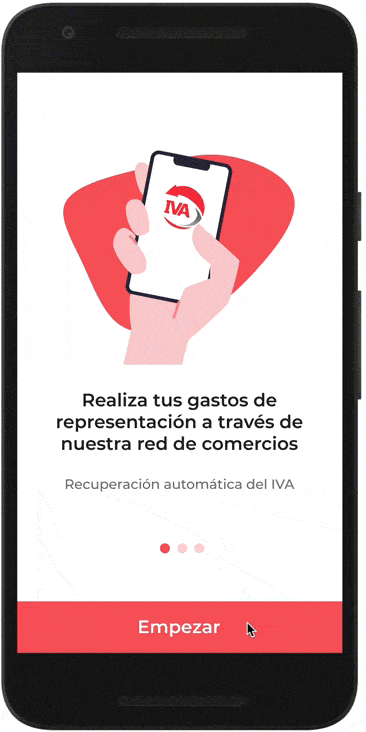 IVA
Realiza tus gastos de
representación a través de
nuestra red de comercios
Recuperación automática del IVA
Empezar